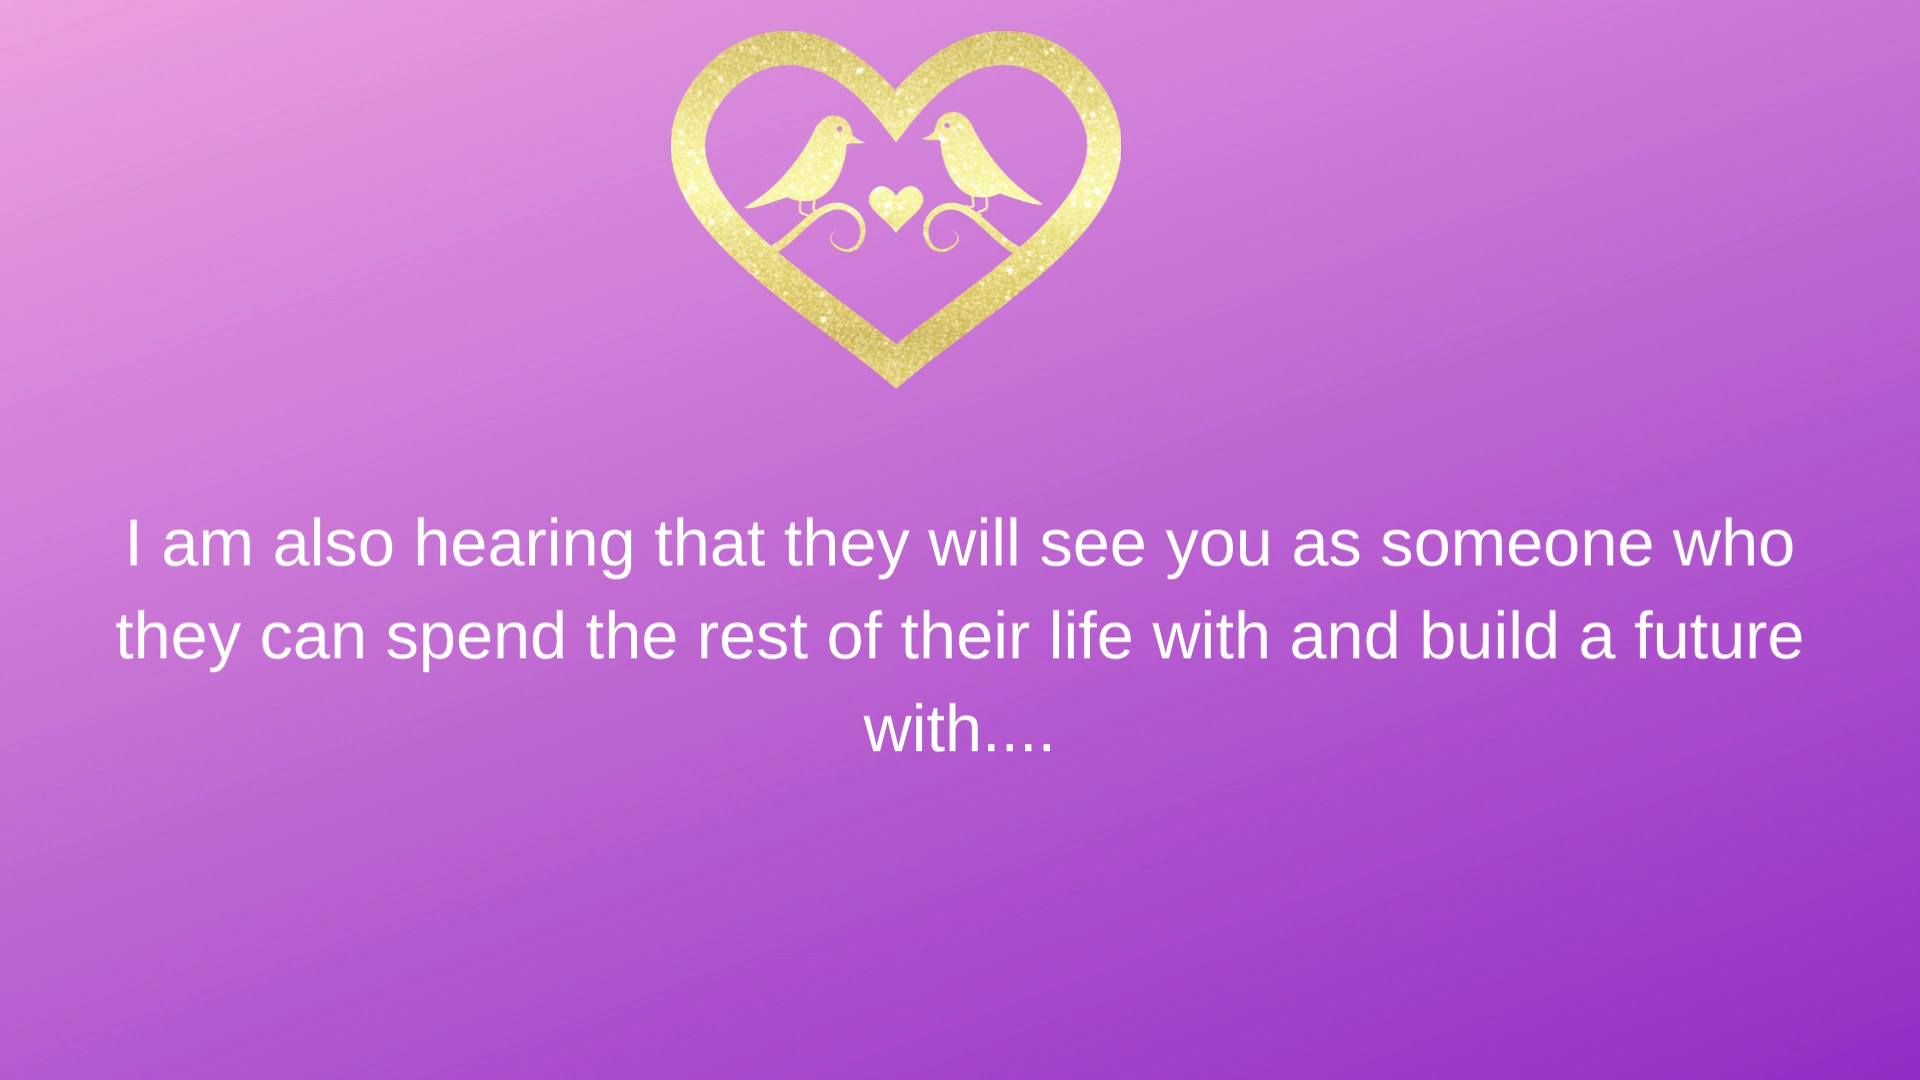 I am also hearing that they will see you as someone who
they can spend the rest of their life with and build a future
with....